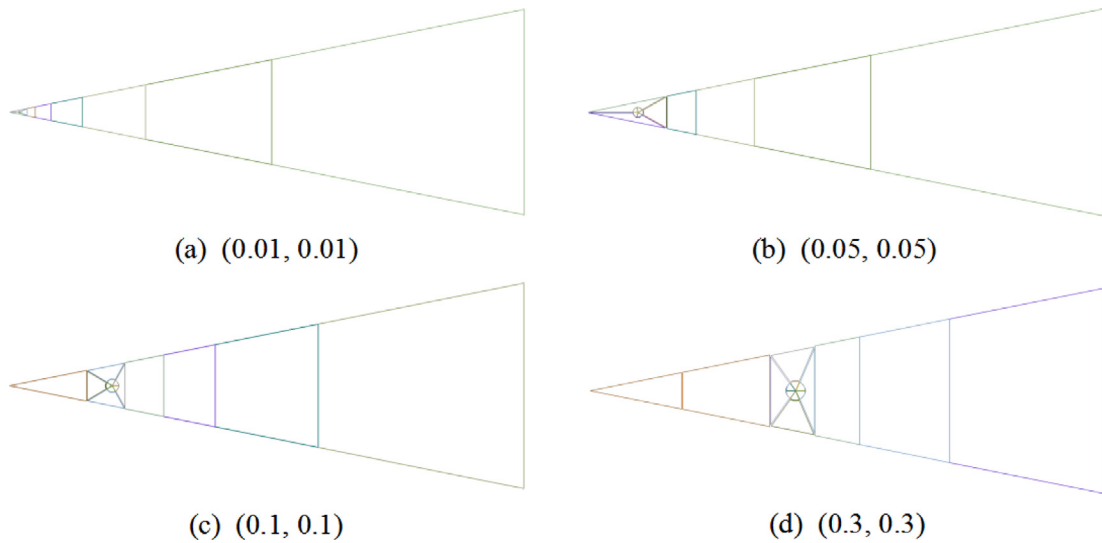 (a) (0.01, 0.01)
(b) (0.05, 0.05)
(c) (0.1, 0.1)
(d) (0.3, 0.3)